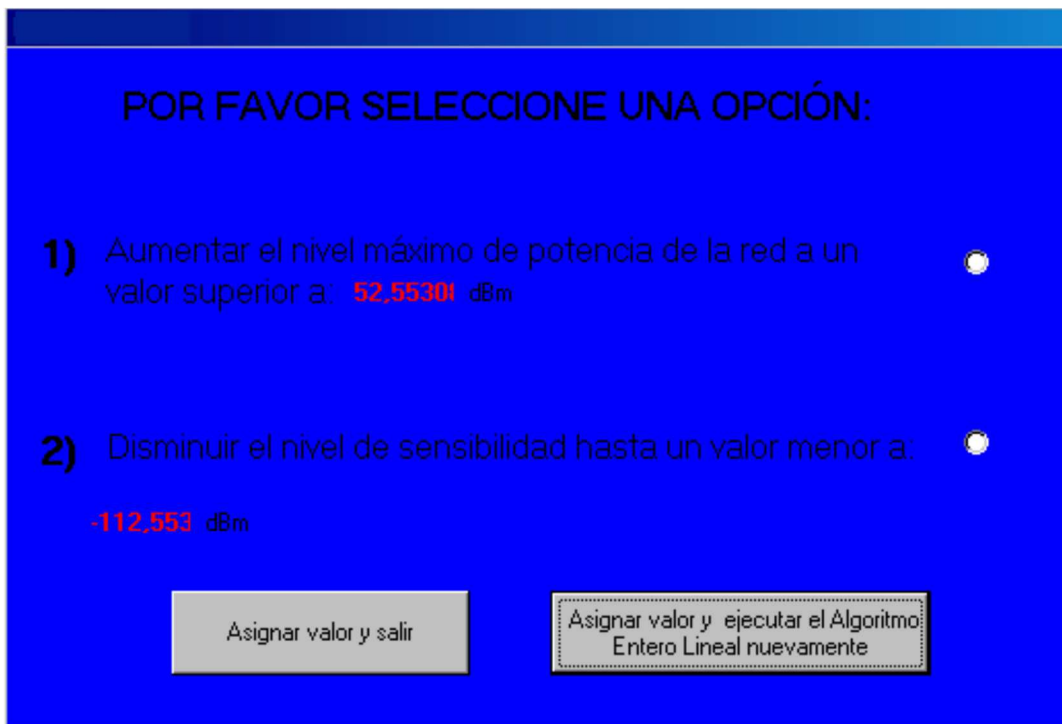 POR FAVOR SELECCIONE UNA OPCIÓN:
1) Aumentar el nivel máximo de potencia de la red a un
valor superior a: 52,5530 dBm
2) Disminuir el nivel de sensibilidad hasta un valor menor a:
-112,553 dBm
Asignar valor y salir
Asignar valor y ejecutar el Algoritmo
Entero Lineal nuevamente